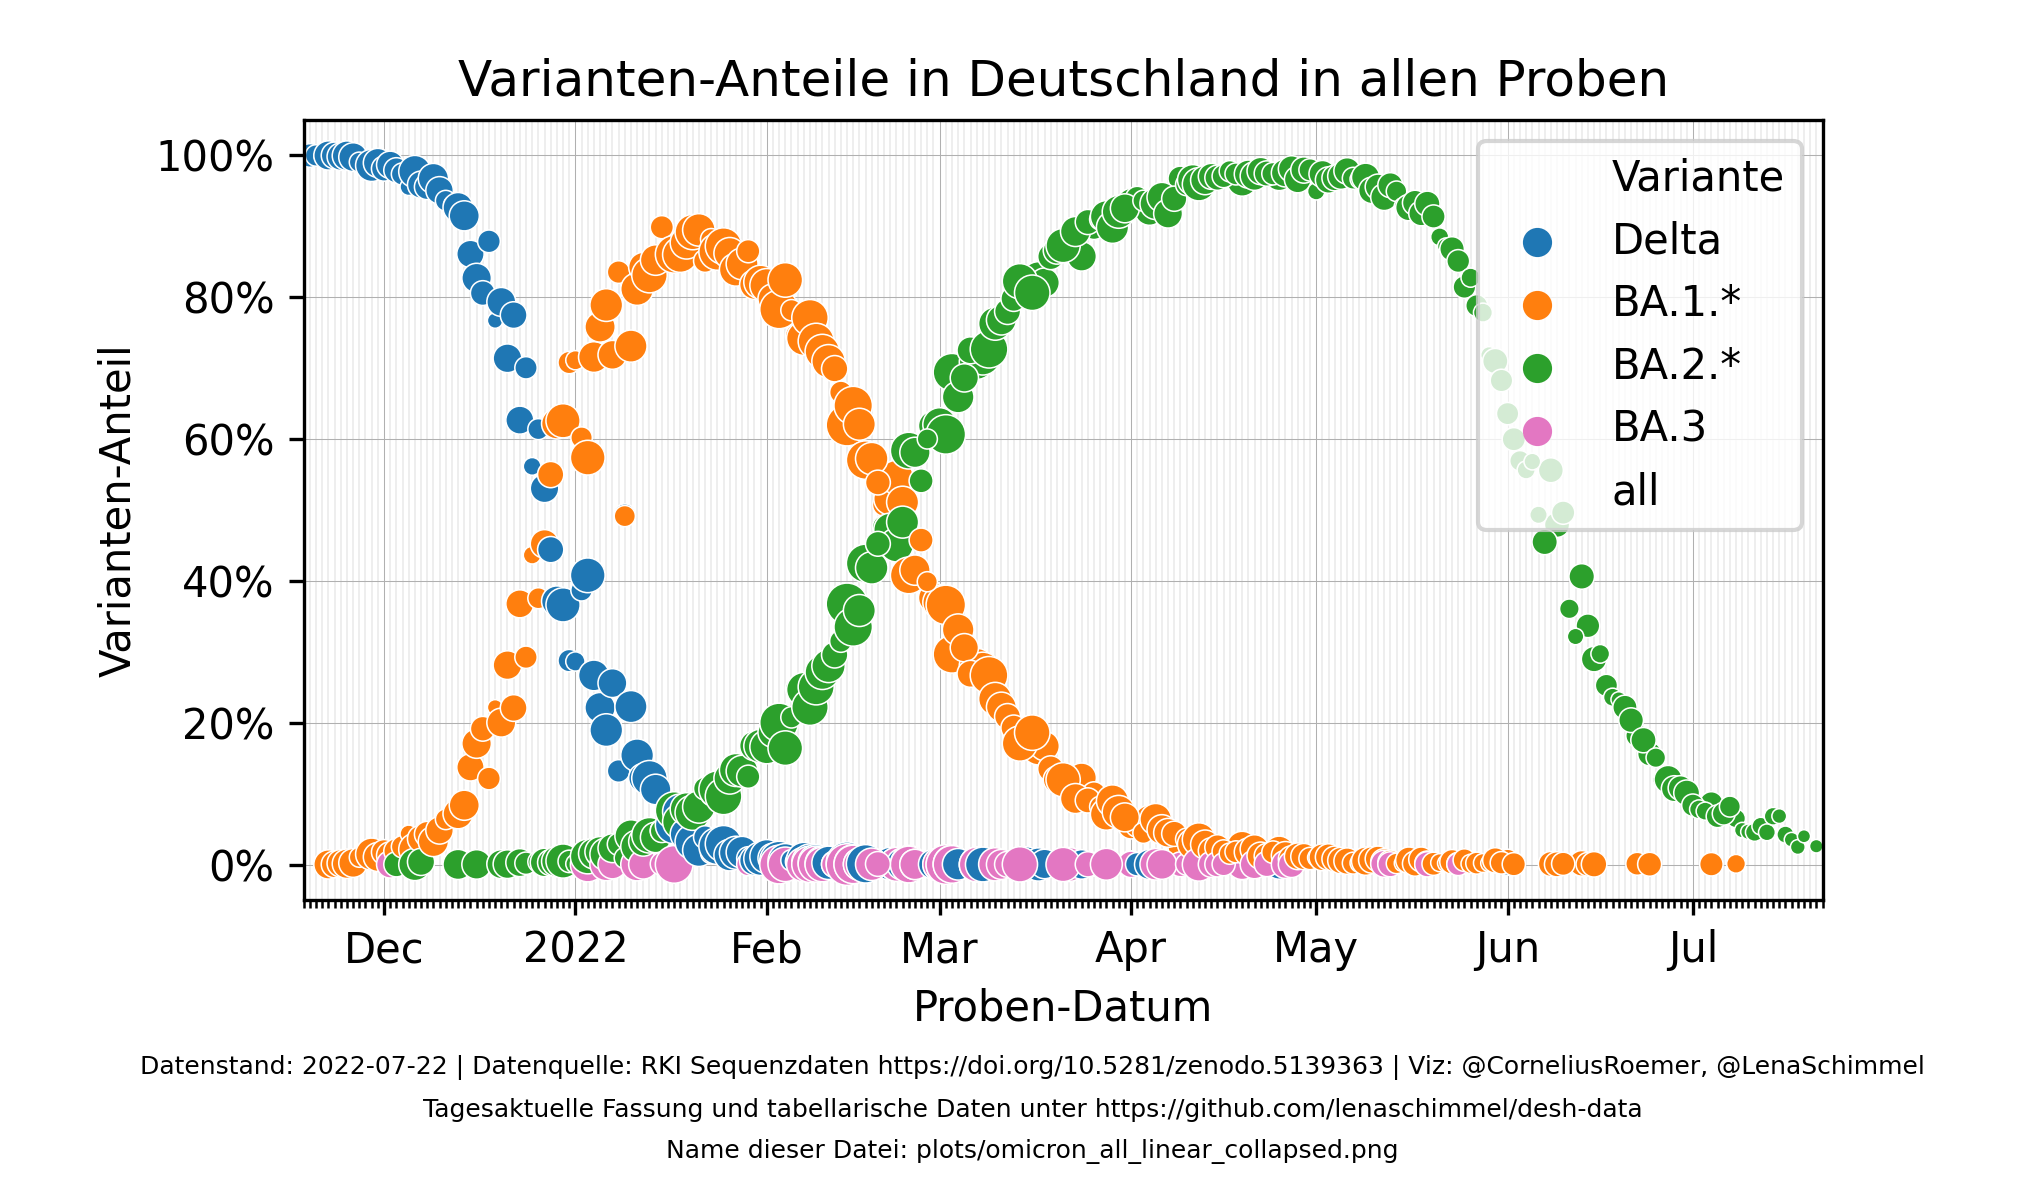 Varianten-Anteile in Deutschland in allen Proben
Varianten-Anteil
100%
80%
60%
40%
20%
0%
Variante
Delta
BA.1.*
BA.2.*
BA.3
all
Dec
2022
Feb
Mar
Apr
May
Jun
Jul
Proben-Datum
Datenstand: 2022-07-22 | Datenquelle: RKI Sequenzdaten https://doi.org/10.5281/zenodo.5139363 | Viz: @CorneliusRoemer, @LenaSchimmel
Tagesaktuelle Fassung und tabellarische Daten unter https://github.com/lenaschimmel/desh-data
Name dieser Datei: plots/omicron_all_linear_collapsed.png